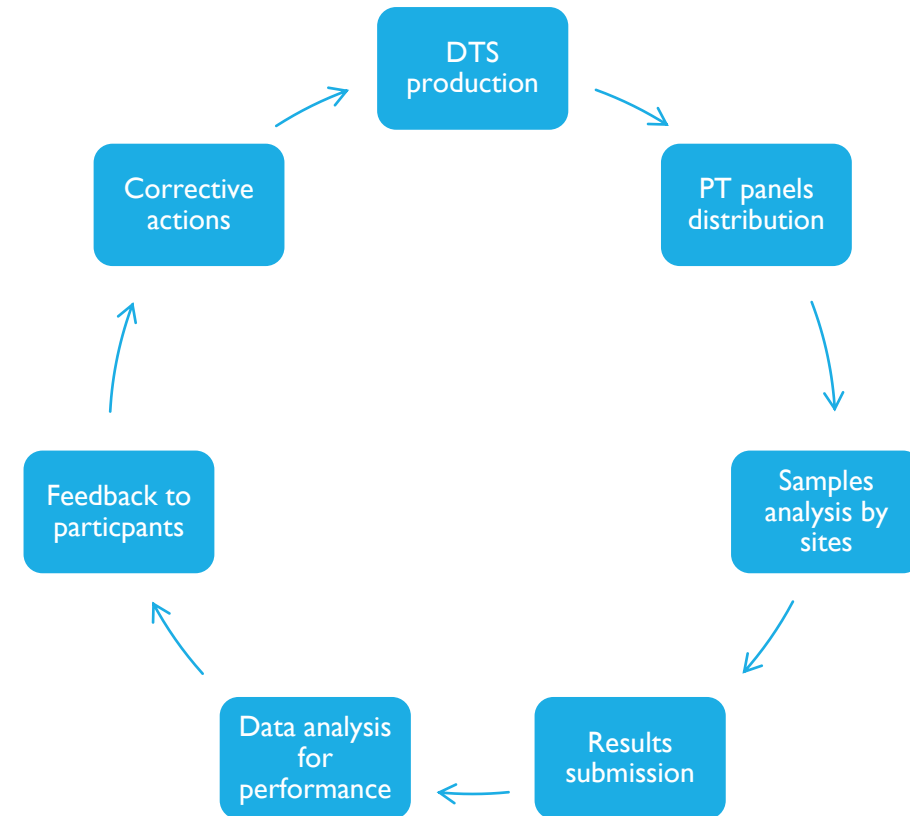 DTS
production
PT panels
distribution
Samples
analysis by
sites
Results
submission
Data analysis
for
performance
Feedback to
particpants
Corrective
actions